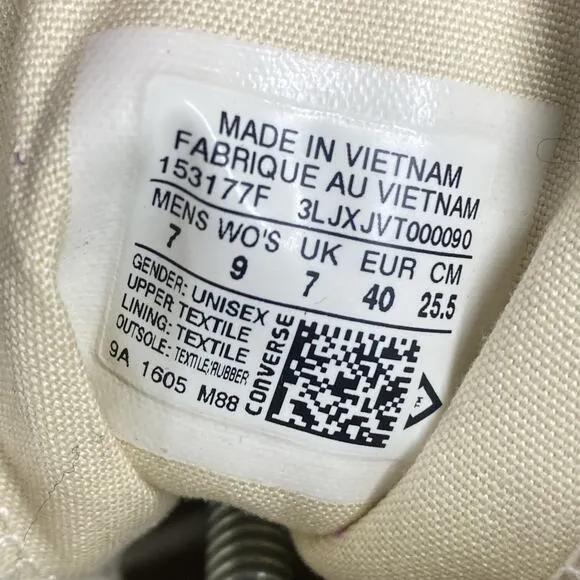 MADE IN VIETNAM
FABRIQUE AU VIETNAM
153177F 3LJXJVT000090
MENS WO'S UK EUR CM
7 9 7 40 25.5
GENDER: UNISEX
UPPER: TEXTILE
LINING: TEXTILE
OUTSOLE: TEXTILE/RUBBER
9A 1605 M88
CONVERSE